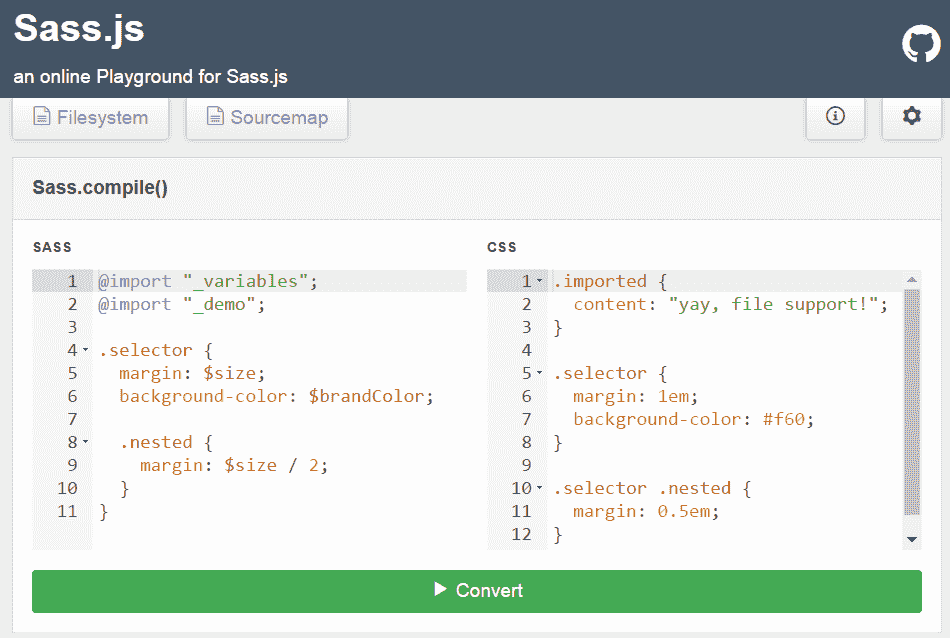 Sass.js
an online Playground for Sass.js
Filesystem
Sourcemap
Sass.compile()
SASS
1 @import "_variables";
2 @import "_demo";
3
4 .selector {
5   margin: $size;
6   background-color: $brandColor;
7
8   .nested {
9     margin: $size / 2;
10   }
11 }
CSS
1 .imported {
2   content: "yay, file support!";
3 }
4
5 .selector {
6   margin: 1em;
7   background-color: #f60;
8 }
9
10 .selector .nested {
11   margin: 0.5em;
12 }
Convert